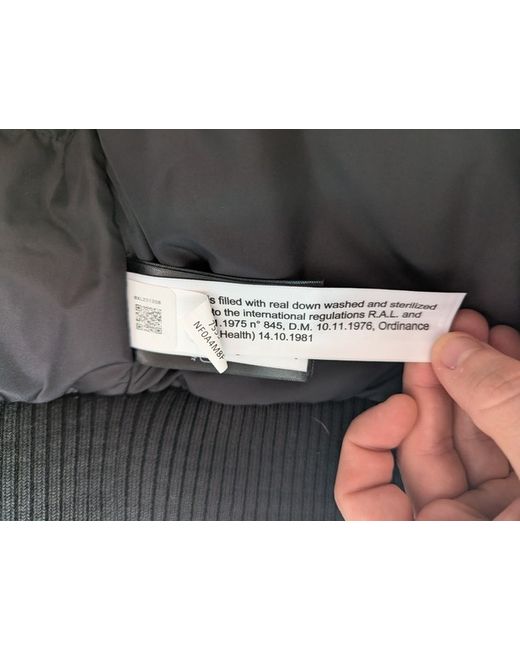 s filled with real down washed and sterilized
to the international regulations R.A.L. and
.1975 n° 845, D.M. 10.11.1976, Ordinance
Health) 14.10.1981
NF0A4M8